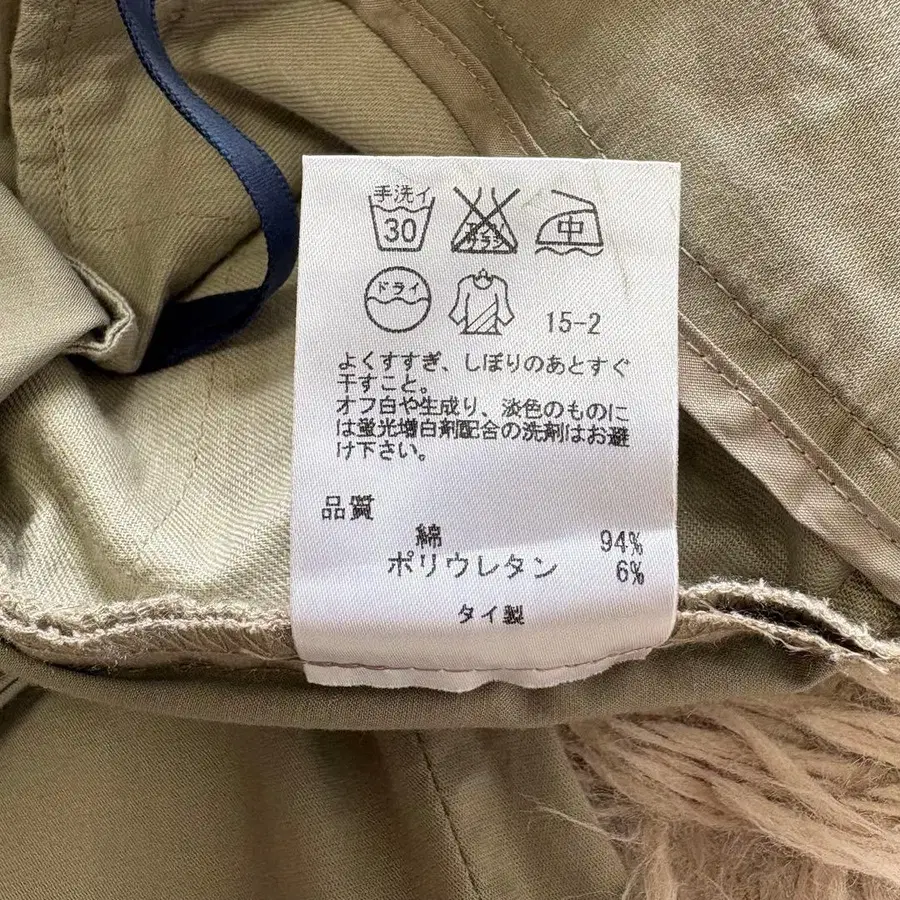 手洗イ
30
エンソ
サラシ
中
ドライ
15-2
よくすすぎ、しぼりのあとすぐ
干すこと。
オフ白や生成り、淡色のものに
は蛍光増白剤配合の洗剤はお避
け下さい。
品質
綿 94%
ポリウレタン 6%
タイ製